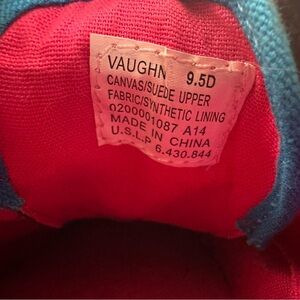 VAUGHN 9.5D
CANVAS/SUEDE UPPER
FABRIC/SYNTHETIC LINING
0200001087 A14
MADE IN CHINA
U.S.L.P 6.430.844